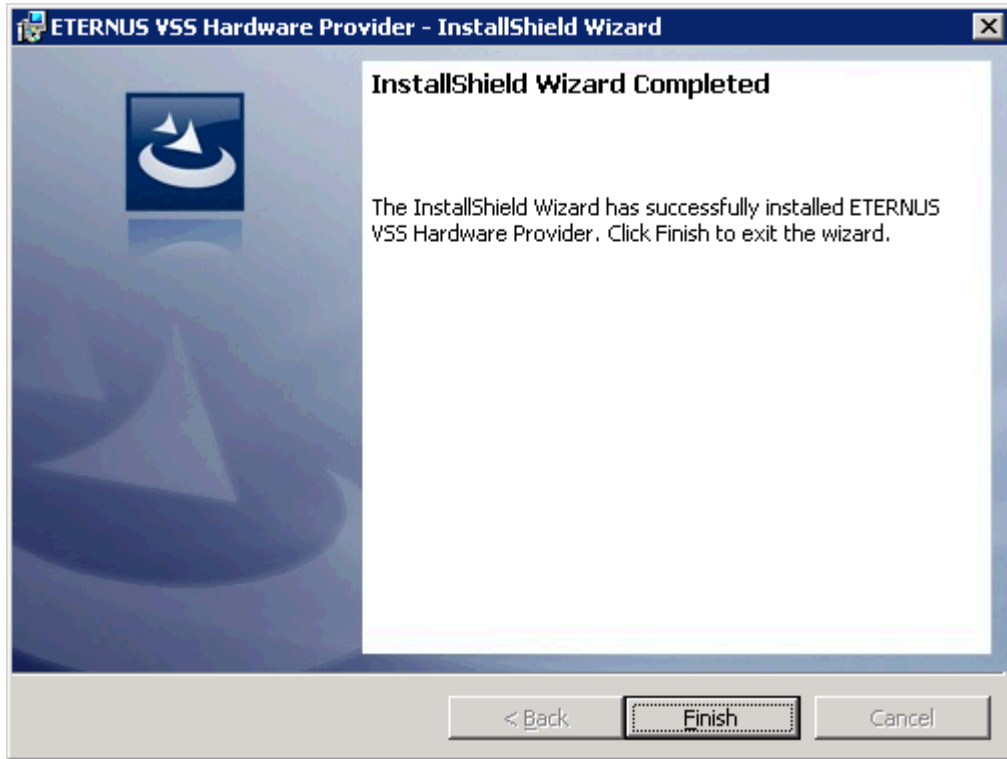 ETERNUS VSS Hardware Provider - InstallShield Wizard
InstallShield Wizard Completed
The InstallShield Wizard has successfully installed ETERNUS
VSS Hardware Provider. Click Finish to exit the wizard.
< Back Finish Cancel